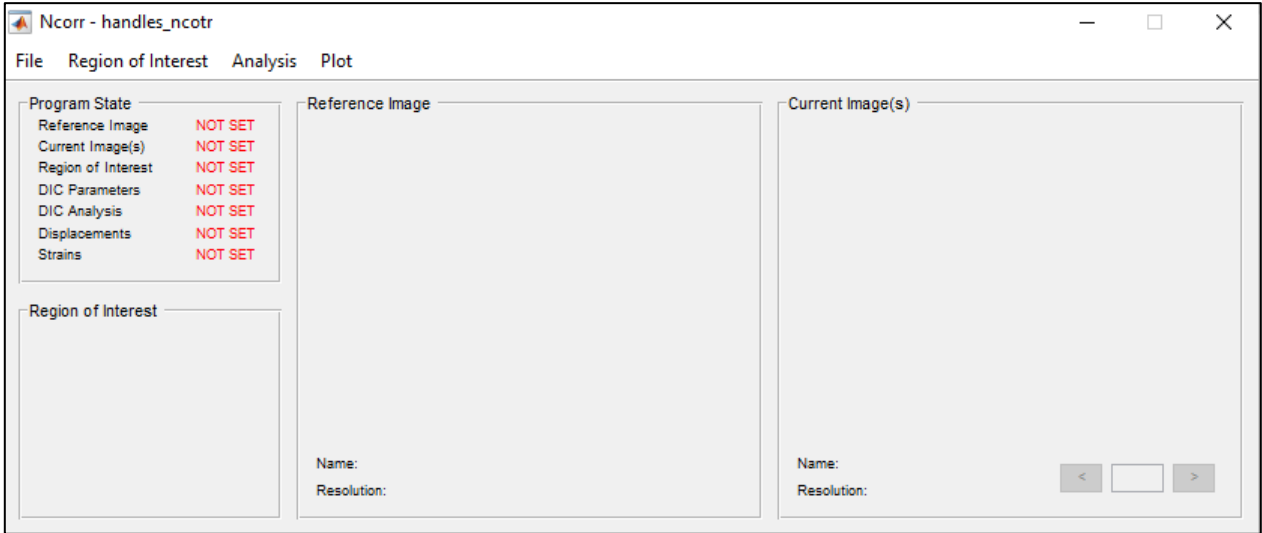 Ncorr - handles_ncotr
File Region of Interest Analysis Plot
Program State
Reference Image NOT SET
Current Image(s) NOT SET
Region of Interest NOT SET
DIC Parameters NOT SET
DIC Analysis NOT SET
Displacements NOT SET
Strains NOT SET
Region of Interest
Reference Image
Name:
Resolution:
Current Image(s)
Name:
Resolution:
< >